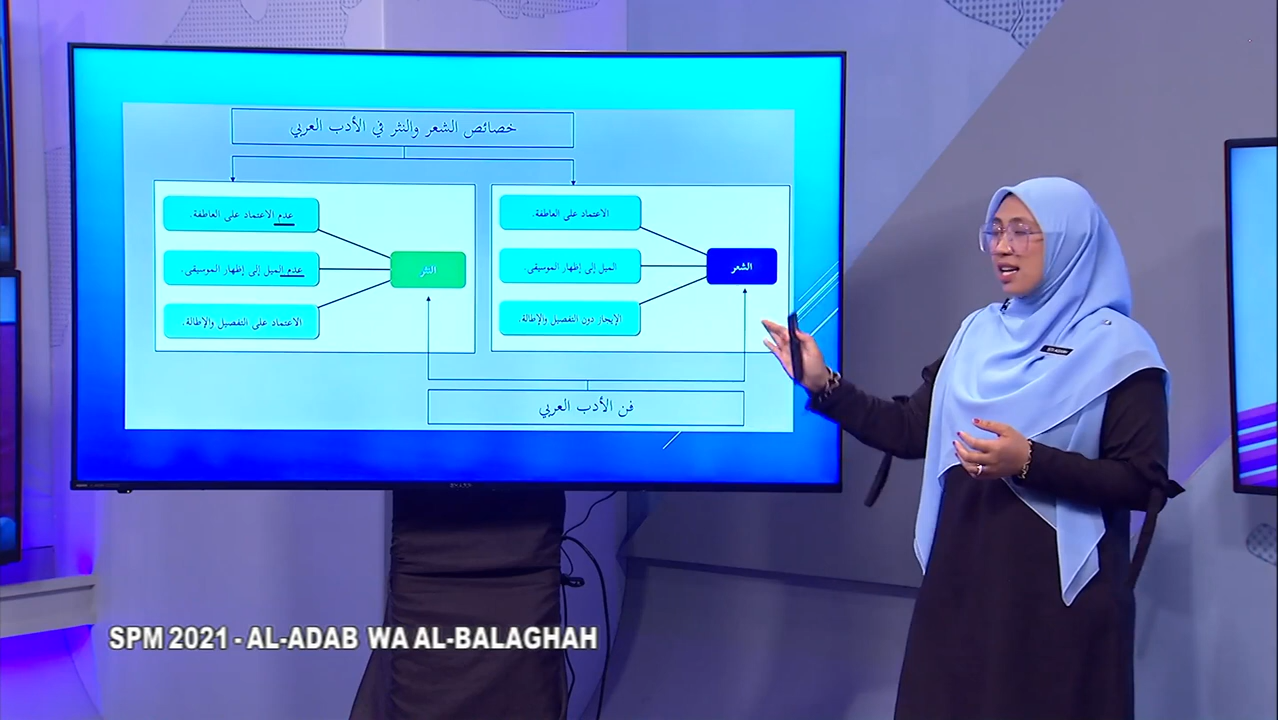 خصائص الشعر والنثر في الأدب العربي
الاعتماد على العاطفة.
الميل إلى إظهار الموسيقى.
الإيجاز دون التفصيل والإطالة.
الشعر
عدم الاعتماد على العاطفة.
عدم الميل إلى إظهار الموسيقى.
الاعتماد على التفصيل والإطالة.
النثر
فن الأدب العربي
SPM 2021 - AL-ADAB WA AL-BALAGHAH